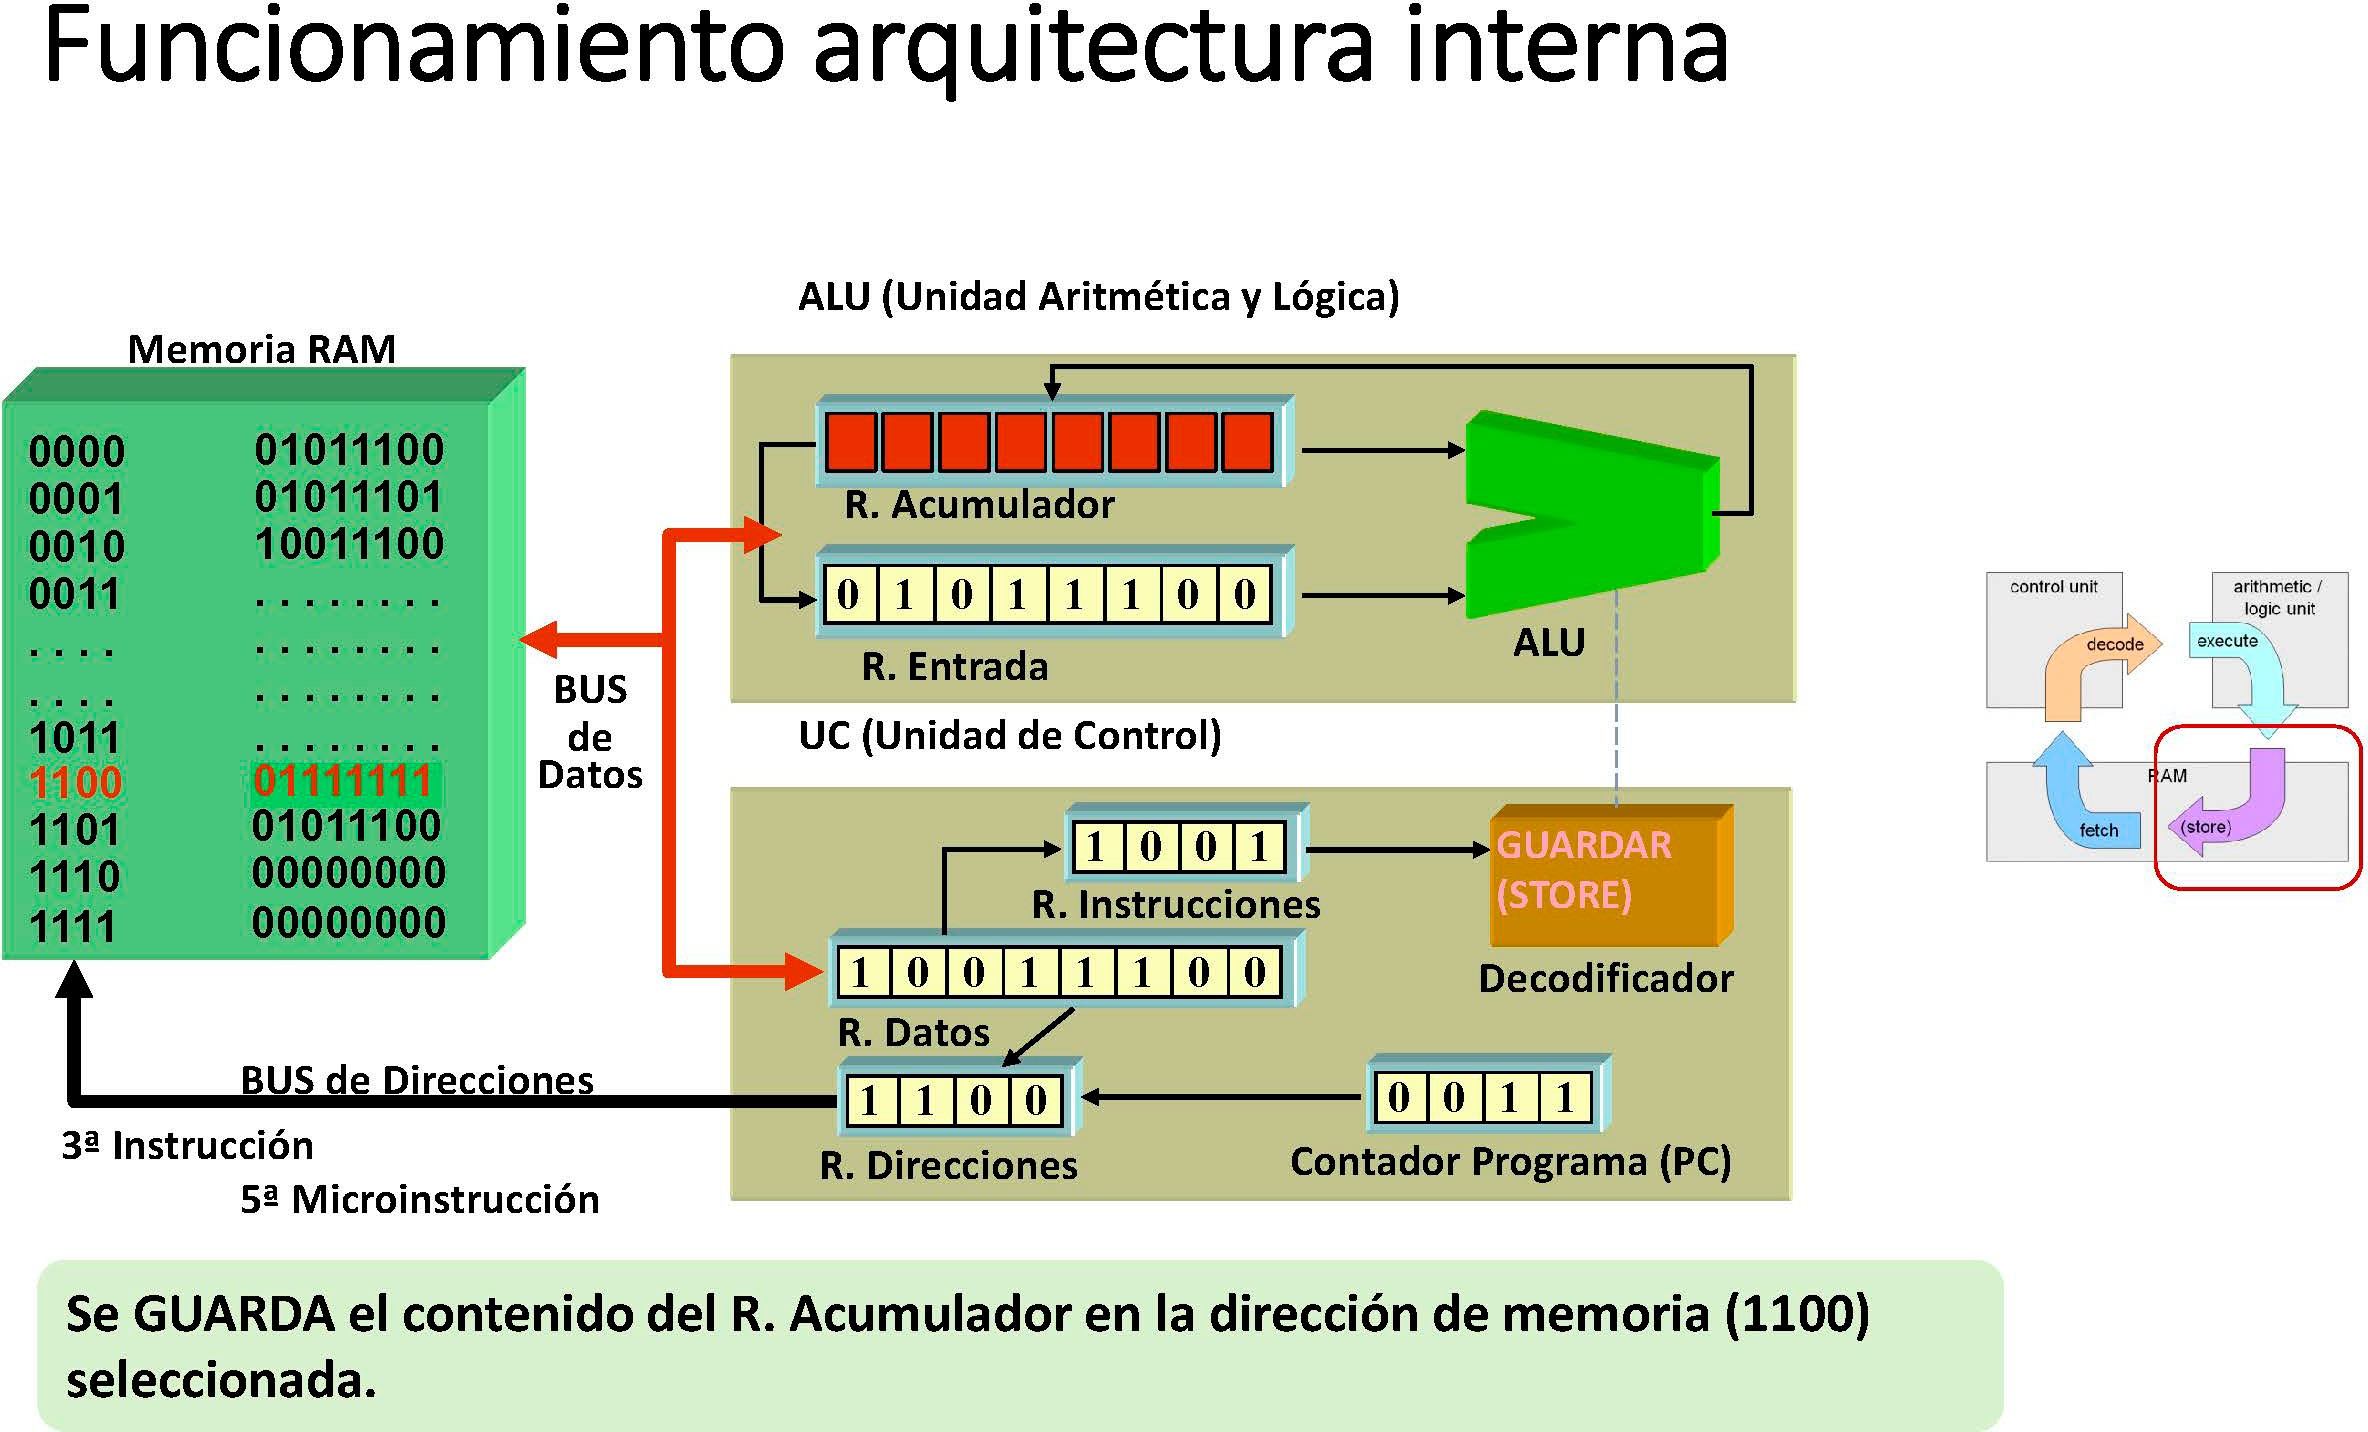 Funcionamiento arquitectura interna
ALU (Unidad Aritmética y Lógica)
Memoria RAM
0000 01011100
0001 01011101
0010 10011100
0011 . . . . . . . .
. . . . . . . . . . . .
. . . . . . . . . . . .
1011 . . . . . . . .
1100 01111111
1101 01011100
1110 00000000
1111 00000000
BUS
de
Datos
R. Acumulador
0 1 0 1 1 1 0 0
R. Entrada
ALU
UC (Unidad de Control)
1 0 0 1
R. Instrucciones
GUARDAR
(STORE)
Decodificador
1 0 0 1 1 1 0 0
R. Datos
BUS de Direcciones
1 1 0 0
R. Direcciones
0 0 1 1
Contador Programa (PC)
3ª Instrucción
5ª Microinstrucción
control unit
arithmetic /
logic unit
decode
execute
RAM
fetch
(store)
Se GUARDA el contenido del R. Acumulador en la dirección de memoria (1100)
seleccionada.